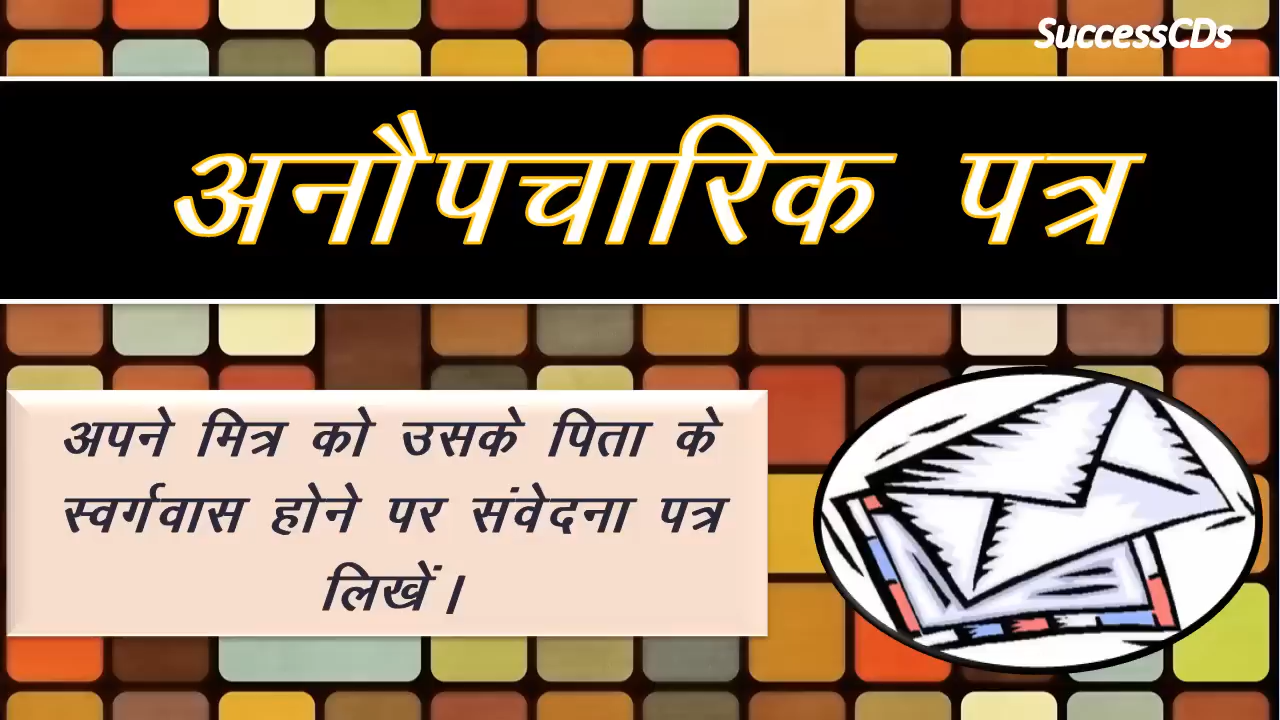 SuccessCDs
अनौपचारिक पत्र
अपने मित्र को उसके पिता के
स्वर्गवास होने पर संवेदना पत्र
लिखें।